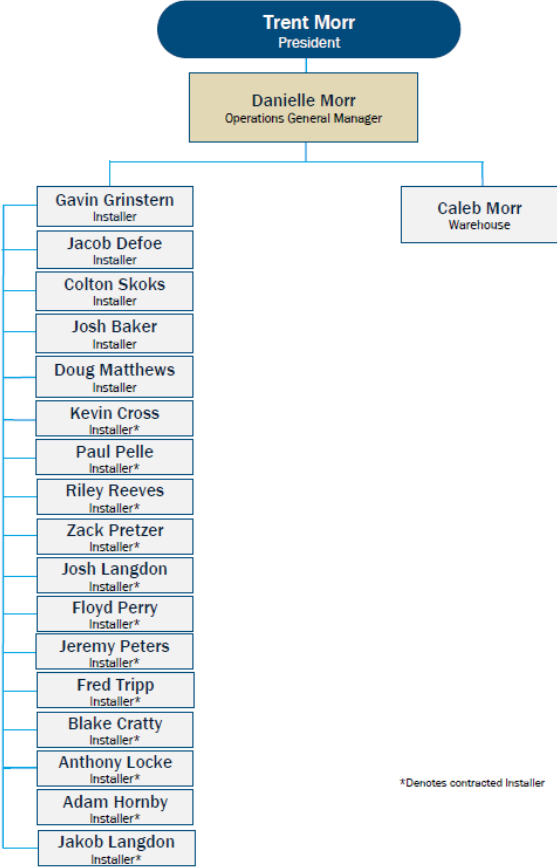 Trent Morr
President
Danielle Morr
Operations General Manager
Gavin Grinstern
Installer
Caleb Morr
Warehouse
Jacob Defoe
Installer
Colton Skoks
Installer
Josh Baker
Installer
Doug Matthews
Installer
Kevin Cross
Installer*
Paul Pelle
Installer*
Riley Reeves
Installer*
Zack Pretzer
Installer*
Josh Langdon
Installer*
Floyd Perry
Installer*
Jeremy Peters
Installer*
Fred Tripp
Installer*
Blake Cratty
Installer*
Anthony Locke
Installer*
Adam Hornby
Installer*
Jakob Langdon
Installer*
*Denotes contracted Installer